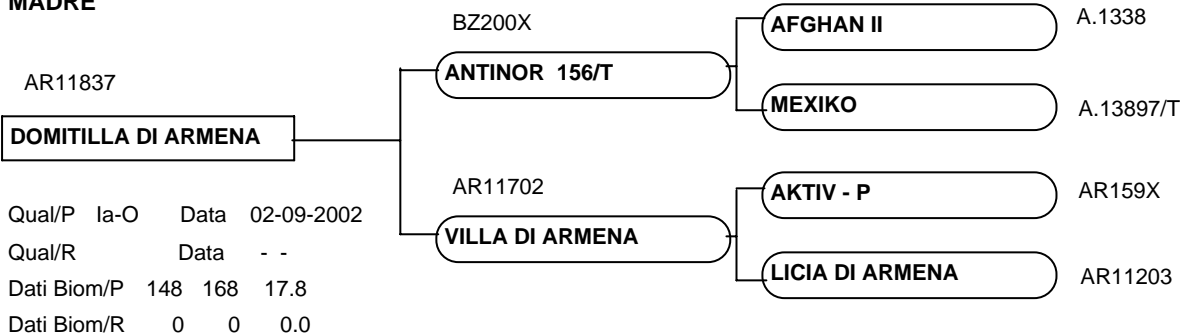 MADRE
BZ200X
AFGHAN II
A.1338
AR11837
ANTINOR 156/T
MEXIKO
A.13897/T
DOMITILLA DI ARMENA
AR11702
AKTIV - P
AR159X
Qual/P Ia-O Data 02-09-2002
VILLA DI ARMENA
Qual/R Data - -
LICIA DI ARMENA
AR11203
Dati Biom/P 148 168 17.8
Dati Biom/R 0 0 0.0